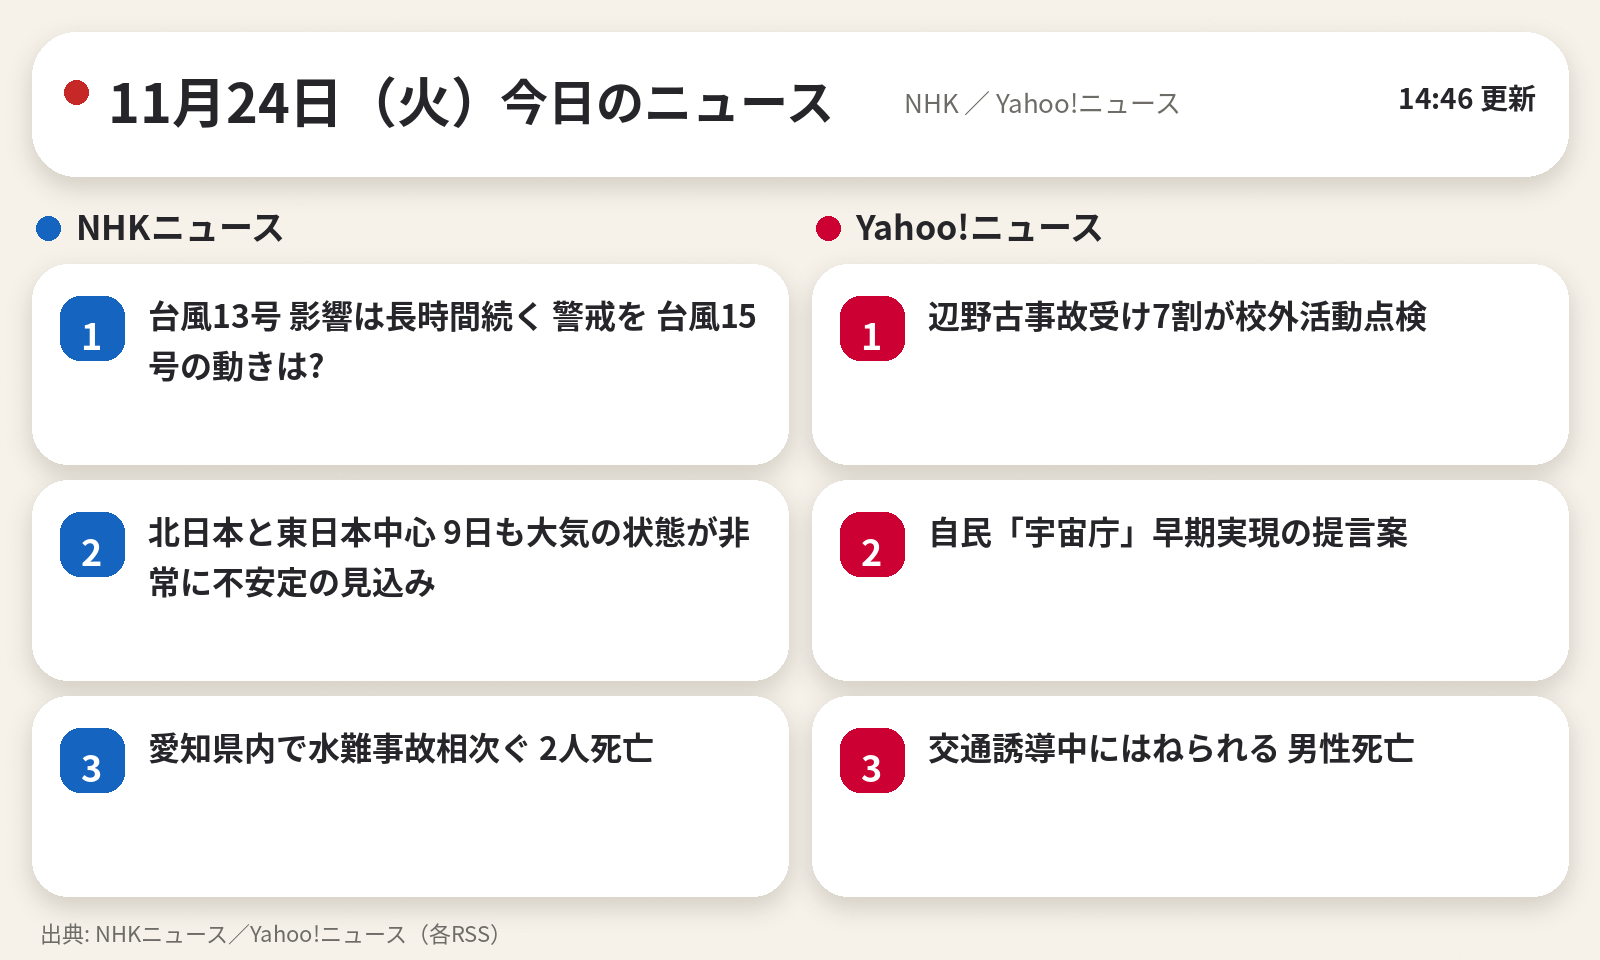 11月24日（火）今日のニュース
NHK ／ Yahoo!ニュース
14:46 更新
NHKニュース
1
台風13号 影響は長時間続く 警戒を 台風15
号の動きは?
2
北日本と東日本中心 9日も大気の状態が非
常に不安定の見込み
3
愛知県内で水難事故相次ぐ 2人死亡
Yahoo!ニュース
1
辺野古事故受け7割が校外活動点検
2
自民「宇宙庁」早期実現の提言案
3
交通誘導中にはねられる 男性死亡
出典: NHKニュース／Yahoo!ニュース（各RSS）